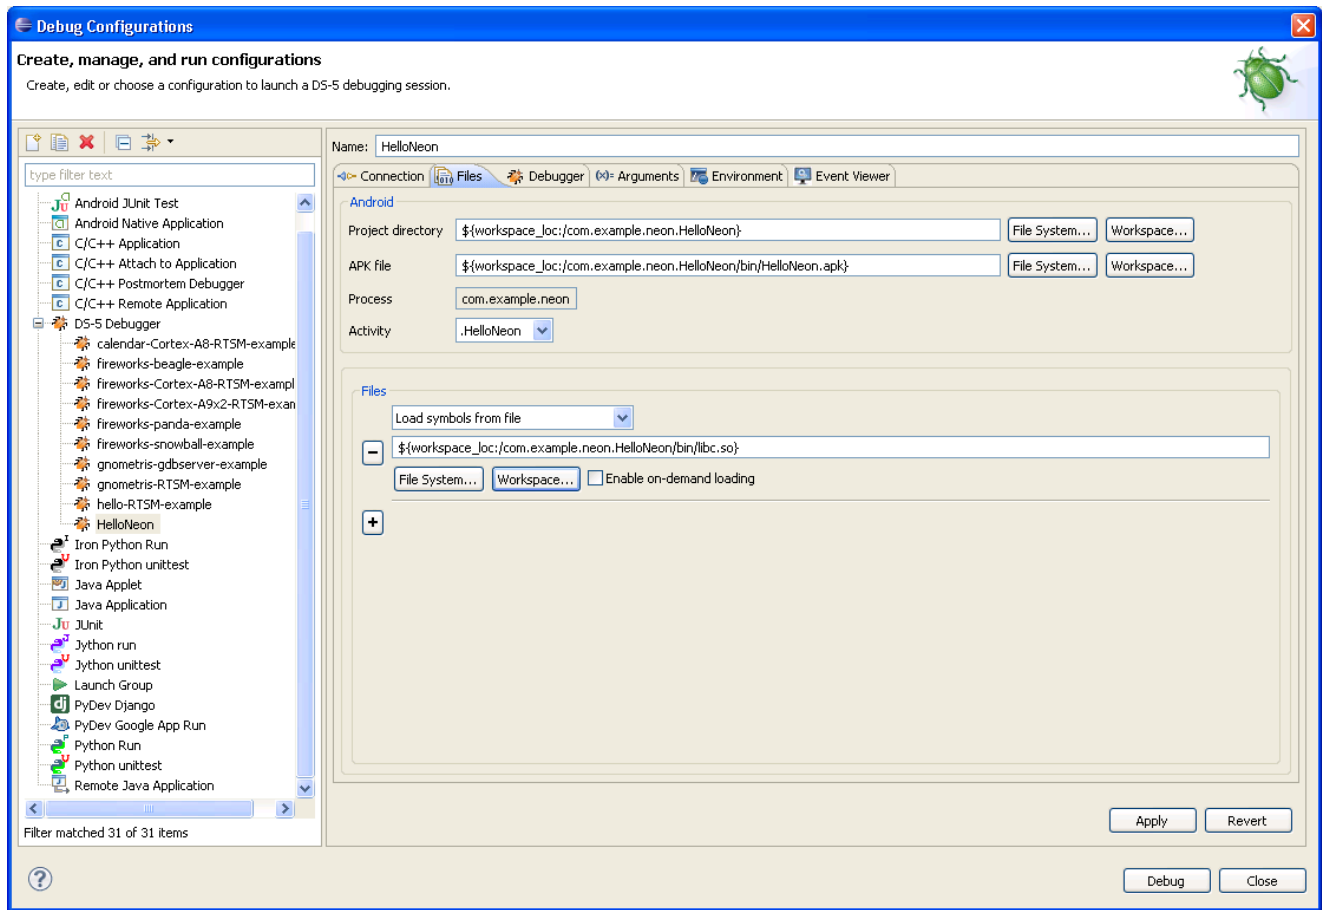 Debug Configurations
Create, manage, and run configurations
Create, edit or choose a configuration to launch a DS-5 debugging session.
type filter text
Android JUnit Test
Android Native Application
C/C++ Application
C/C++ Attach to Application
C/C++ Postmortem Debugger
C/C++ Remote Application
DS-5 Debugger
calendar-Cortex-A8-RTSM-example
fireworks-beagle-example
fireworks-Cortex-A8-RTSM-exampl
fireworks-Cortex-A9x2-RTSM-exan
fireworks-panda-example
fireworks-snowball-example
gnometris-gdbserver-example
gnometris-RTSM-example
hello-RTSM-example
HelloNeon
Iron Python Run
Iron Python unittest
Java Applet
Java Application
JUnit
Jython run
Jython unittest
Launch Group
PyDev Django
PyDev Google App Run
Python Run
Python unittest
Remote Java Application
Filter matched 31 of 31 items
Name: HelloNeon
Connection Files Debugger (x)= Arguments Environment Event Viewer
Android
Project directory ${workspace_loc:/com.example.neon.HelloNeon} File System... Workspace...
APK file ${workspace_loc:/com.example.neon.HelloNeon/bin/HelloNeon.apk} File System... Workspace...
Process com.example.neon
Activity .HelloNeon
Files
Load symbols from file
${workspace_loc:/com.example.neon.HelloNeon/bin/libc.so}
File System... Workspace... Enable on-demand loading
Apply Revert
Debug Close